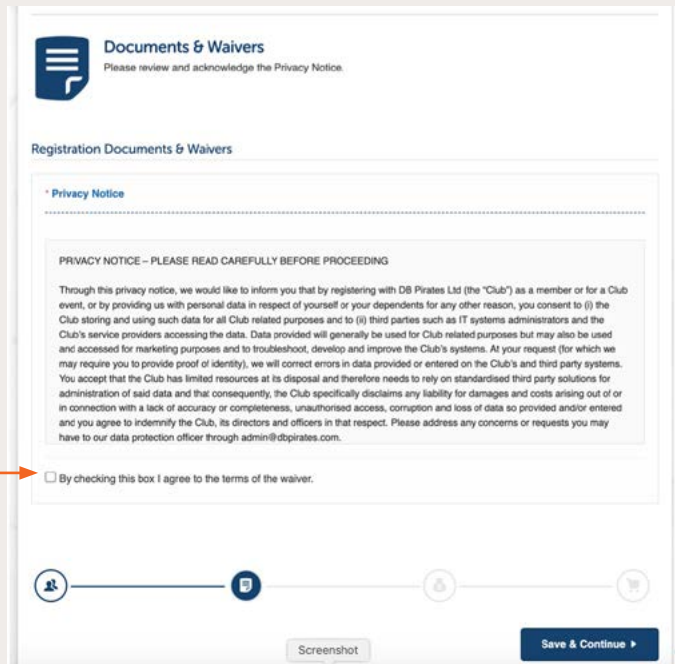 Documents & Waivers
Please review and acknowledge the Privacy Notice.
Registration Documents & Waivers
* Privacy Notice
PRIVACY NOTICE – PLEASE READ CAREFULLY BEFORE PROCEEDING
Through this privacy notice, we would like to inform you that by registering with DB Pirates Ltd (the "Club") as a member or for a Club
event, or by providing us with personal data in respect of yourself or your dependents for any other reason, you consent to (i) the
Club storing and using such data for all Club related purposes and to (ii) third parties such as IT systems administrators and the
Club's service providers accessing the data. Data provided will generally be used for Club related purposes but may also be used
and accessed for marketing purposes and to troubleshoot, develop and improve the Club's systems. At your request (for which we
may require you to provide proof of identity), we will correct errors in data provided or entered on the Club's and third party systems.
You accept that the Club has limited resources at its disposal and therefore needs to rely on standardised third party solutions for
administration of said data and that consequently, the Club specifically disclaims any liability for damages and costs arising out of or
in connection with a lack of accuracy or completeness, unauthorised access, corruption and loss of data so provided and/or entered
and you agree to indemnify the Club, its directors and officers in that respect. Please address any concerns or requests you may
have to our data protection officer through admin@dbpirates.com.
By checking this box I agree to the terms of the waiver.
Screenshot
Save & Continue